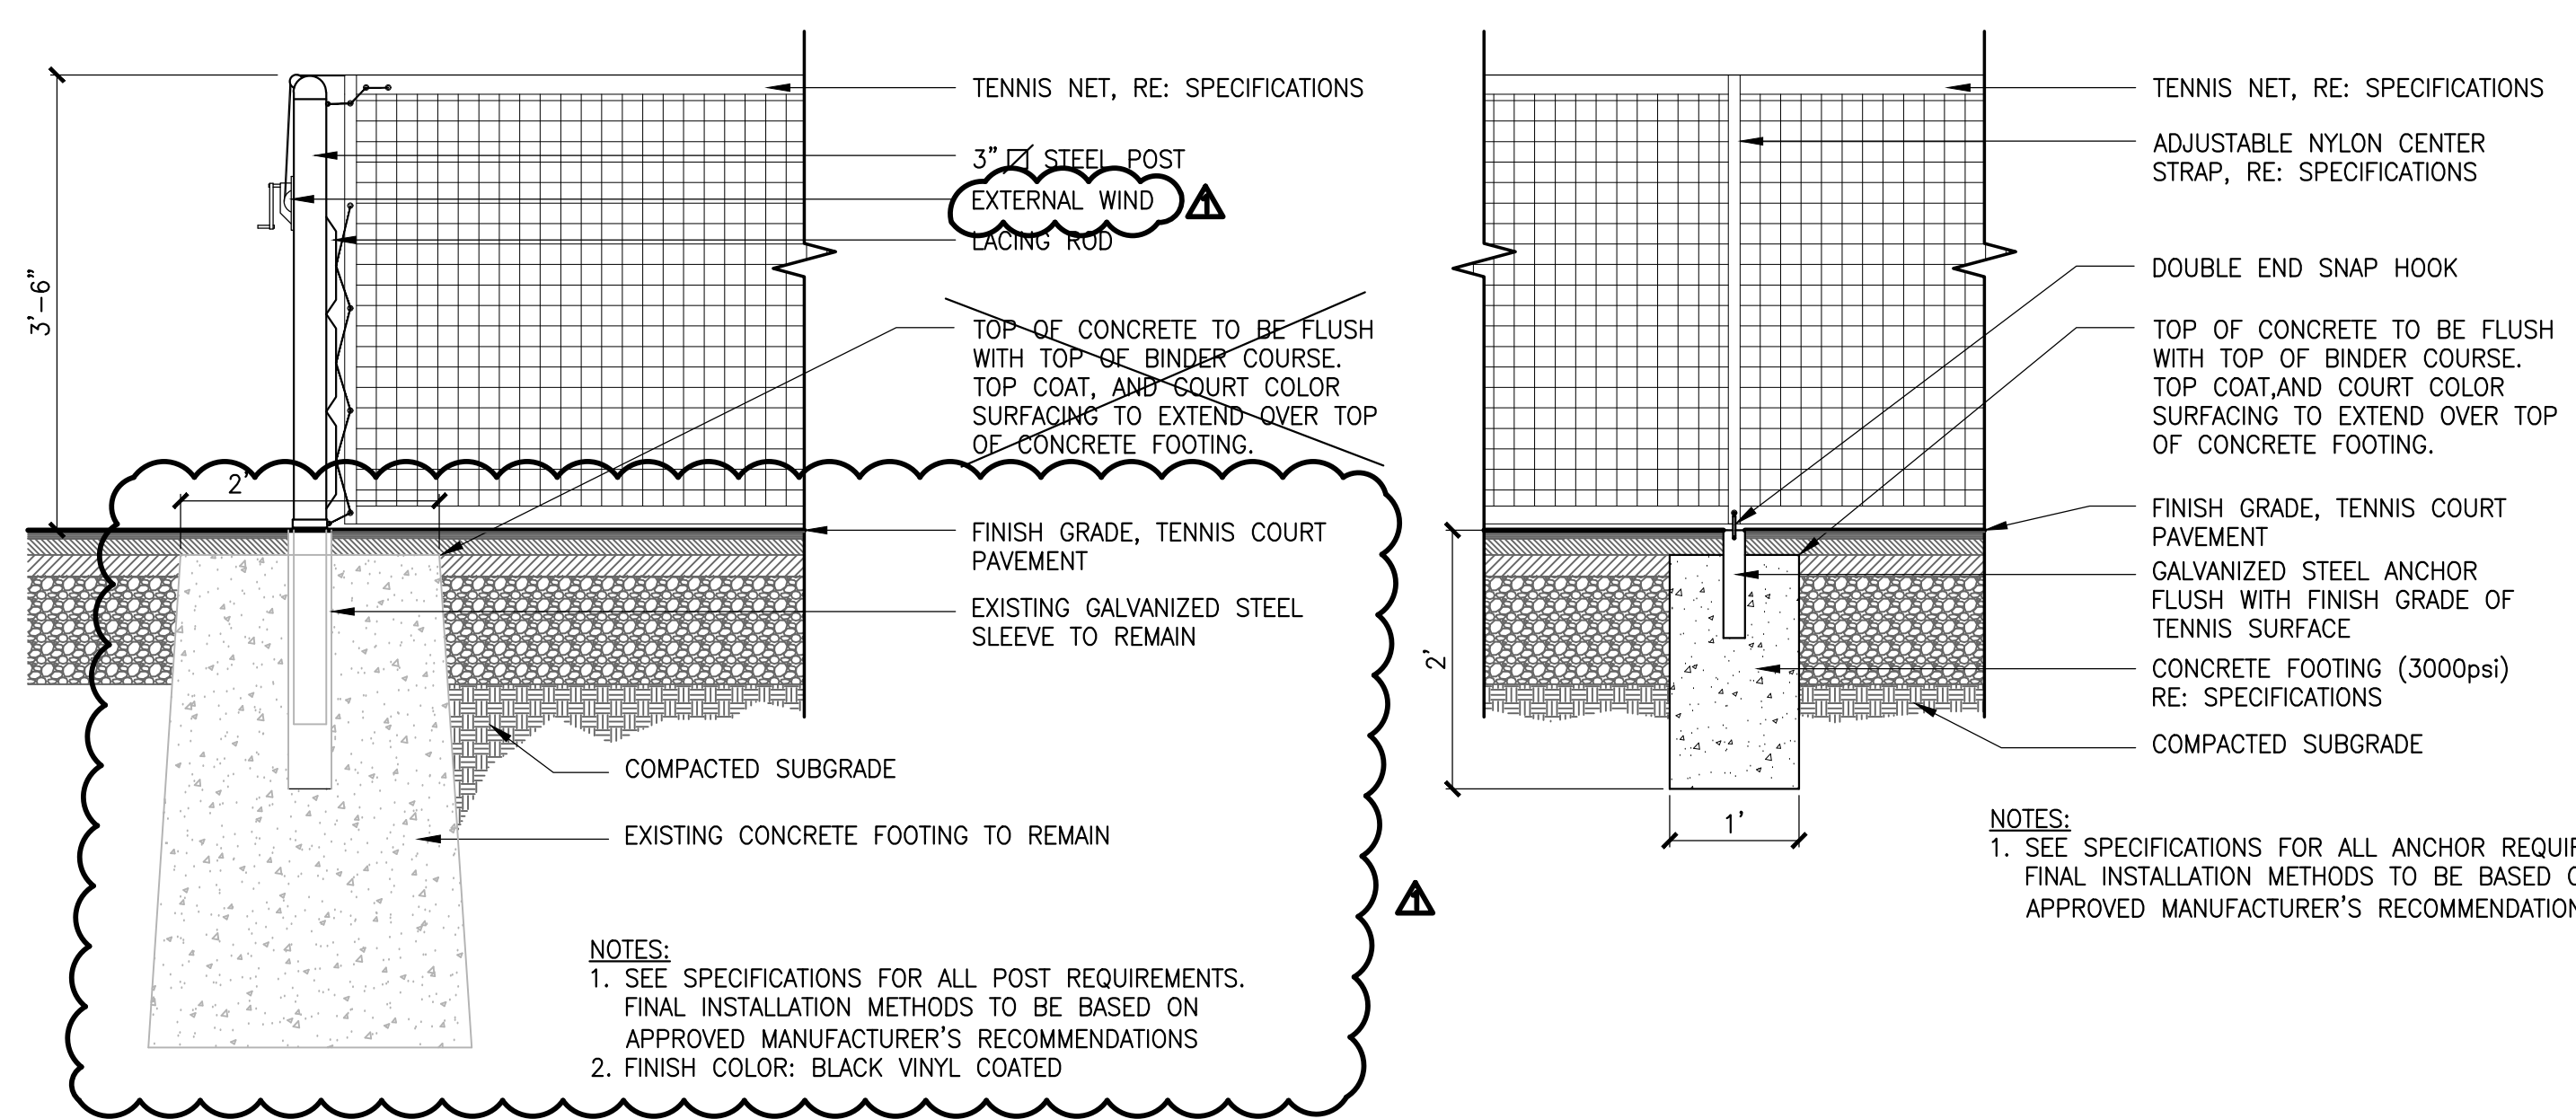 TENNIS NET, RE: SPECIFICATIONS
3" STEEL POST
EXTERNAL WIND
1
LACING ROD
3'-6"
TOP OF CONCRETE TO BE FLUSH
WITH TOP OF BINDER COURSE.
TOP COAT, AND COURT COLOR
SURFACING TO EXTEND OVER TOP
OF CONCRETE FOOTING.
2'
FINISH GRADE, TENNIS COURT
PAVEMENT
EXISTING GALVANIZED STEEL
SLEEVE TO REMAIN
COMPACTED SUBGRADE
EXISTING CONCRETE FOOTING TO REMAIN
1
NOTES:
1. SEE SPECIFICATIONS FOR ALL POST REQUIREMENTS.
FINAL INSTALLATION METHODS TO BE BASED ON
APPROVED MANUFACTURER'S RECOMMENDATIONS
2. FINISH COLOR: BLACK VINYL COATED
TENNIS NET, RE: SPECIFICATIONS
ADJUSTABLE NYLON CENTER
STRAP, RE: SPECIFICATIONS
DOUBLE END SNAP HOOK
TOP OF CONCRETE TO BE FLUSH
WITH TOP OF BINDER COURSE.
TOP COAT,AND COURT COLOR
SURFACING TO EXTEND OVER TOP
OF CONCRETE FOOTING.
FINISH GRADE, TENNIS COURT
PAVEMENT
GALVANIZED STEEL ANCHOR
FLUSH WITH FINISH GRADE OF
TENNIS SURFACE
2'
CONCRETE FOOTING (3000psi)
RE: SPECIFICATIONS
COMPACTED SUBGRADE
1'
NOTES:
1. SEE SPECIFICATIONS FOR ALL ANCHOR
FINAL INSTALLATION METHODS TO BE BASED
APPROVED MANUFACTURER'S